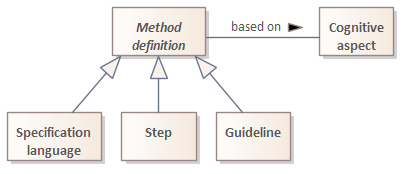 Method
definition
based on
Cognitive
aspect
Specification
language
Step
Guideline